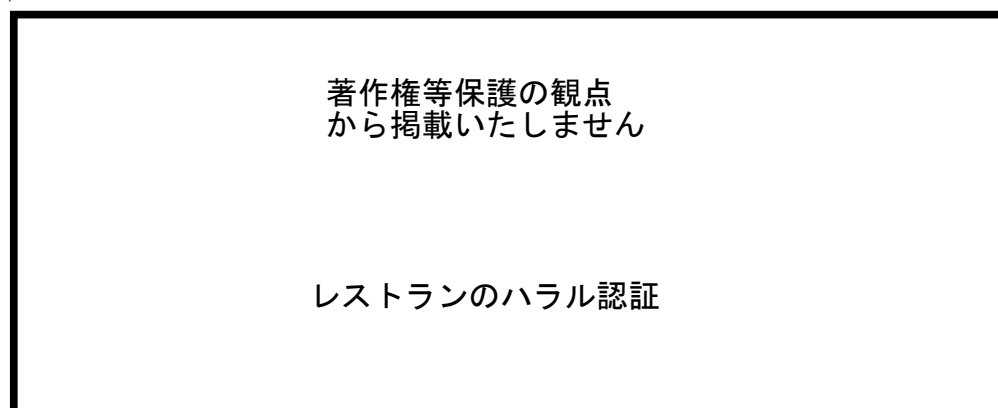 著作権等保護の観点
から掲載いたしません
レストランのハラル認証